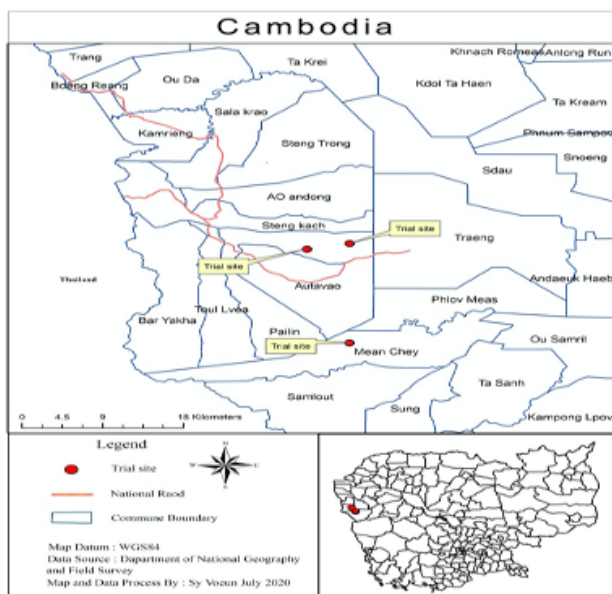 Cambodia
Trang
Ou Da
Ta Krei
Khnach Romeas
Anlong Run
Boeng Reang
Kdol Ta Haen
Sala krao
Ta Kream
Kamrieng
Phnum Sampov
Steng Trong
Snoeng
Sdau
AO andong
Steng kach
Trial site
Traeng
Trial site
Thailand
Andaeuk Haeb
Autavao
Phlov Meas
Toul Lvea
Bar Yakha
Pailin
Ou Samril
Trial site
Mean Chey
Ta Sanh
Samlout
Sung
Kampong Lpov
0 4.5 9 18 Kilometers
Legend
Trial site
National Raod
Commune Boundary
N
W E
S
Map Datum : WGS84
Data Source : Dapartment of National Geography
and Field Survey
Map and Data Process By : Sy Voeun July 2020